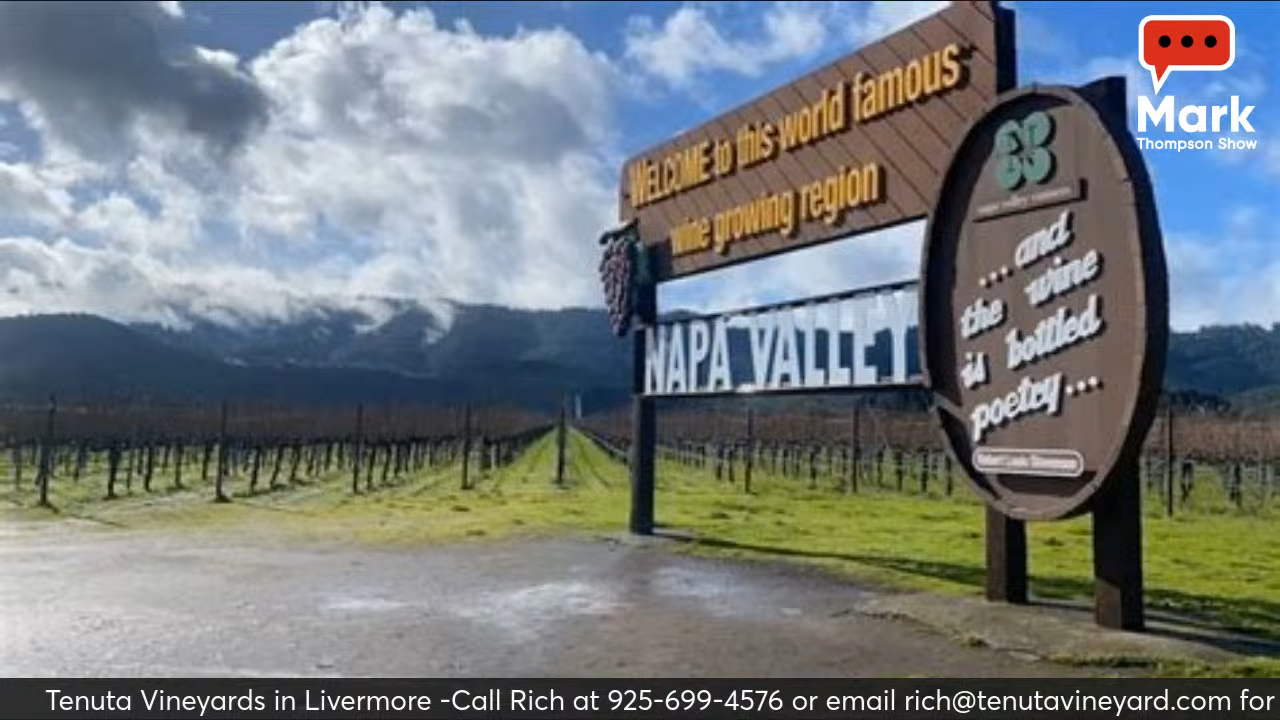 Mark
Thompson Show
WELCOME to this world famous
wine growing region
NAPA VALLEY
...and
the wine
is bottled
poetry...
Tenuta Vineyards in Livermore -Call Rich at 925-699-4576 or email rich@tenutavineyard.com for